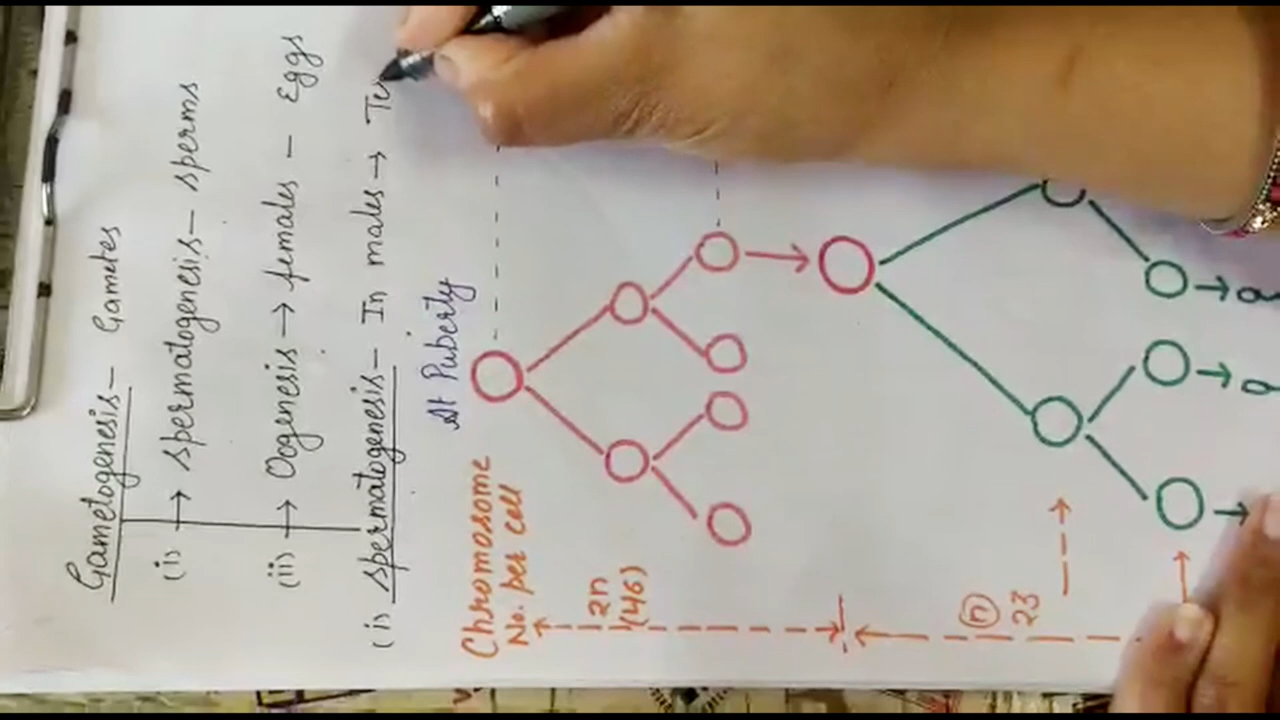 Gametogenesis- Gametes
(i) → spermatogenesis- sperms
(ii) → Oogenesis → females - Eggs
(i) spermatogenesis- In males →
At Puberty
Chromosome
No. per cell
2n
(46)
n
23